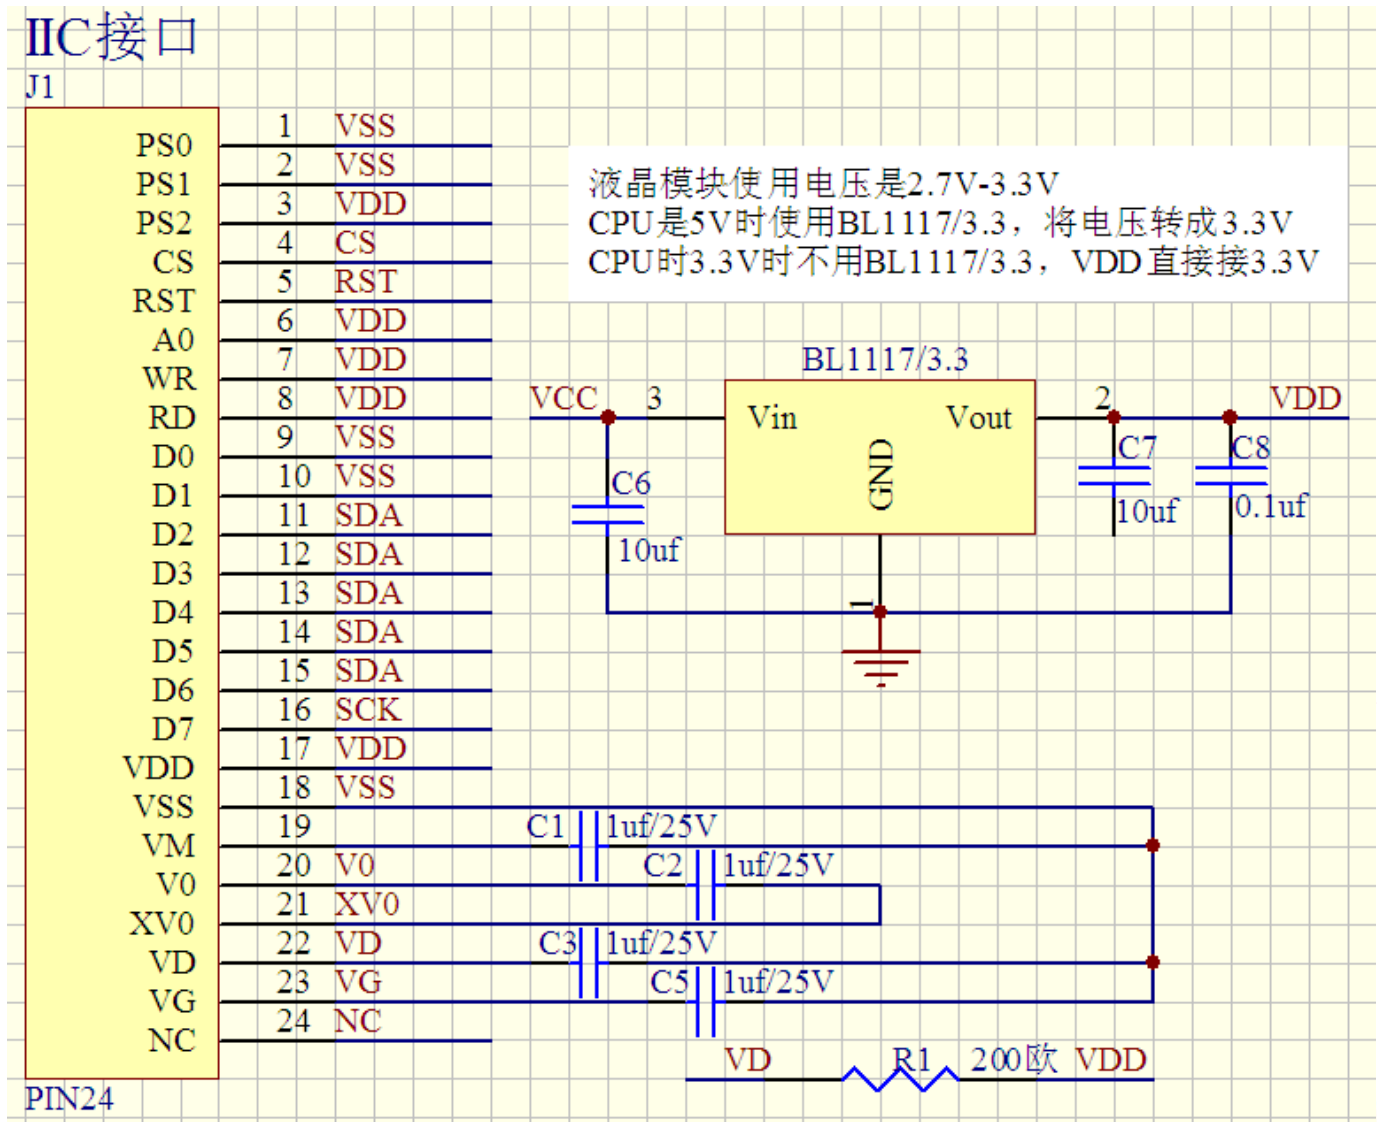 IIC接口
J1
PS0 1 VSS
PS1 2 VSS
PS2 3 VDD
CS 4 CS
RST 5 RST
A0 6 VDD
WR 7 VDD
RD 8 VDD
D0 9 VSS
D1 10 VSS
D2 11 SDA
D3 12 SDA
D4 13 SDA
D5 14 SDA
D6 15 SDA
D7 16 SCK
VDD 17 VDD
VSS 18 VSS
VM 19
V0 20 V0
XV0 21 XV0
VD 22 VD
VG 23 VG
NC 24 NC
PIN24
液晶模块使用电压是2.7V-3.3V
CPU是5V时使用BL1117/3.3，将电压转成3.3V
CPU时3.3V时不用BL1117/3.3，VDD直接接3.3V
BL1117/3.3
VCC 3 Vin Vout 2 VDD
GND
1
C6
10uf
C7
10uf
C8
0.1uf
C1 1uf/25V
C2 1uf/25V
C3 1uf/25V
C5 1uf/25V
VD R1 200欧 VDD